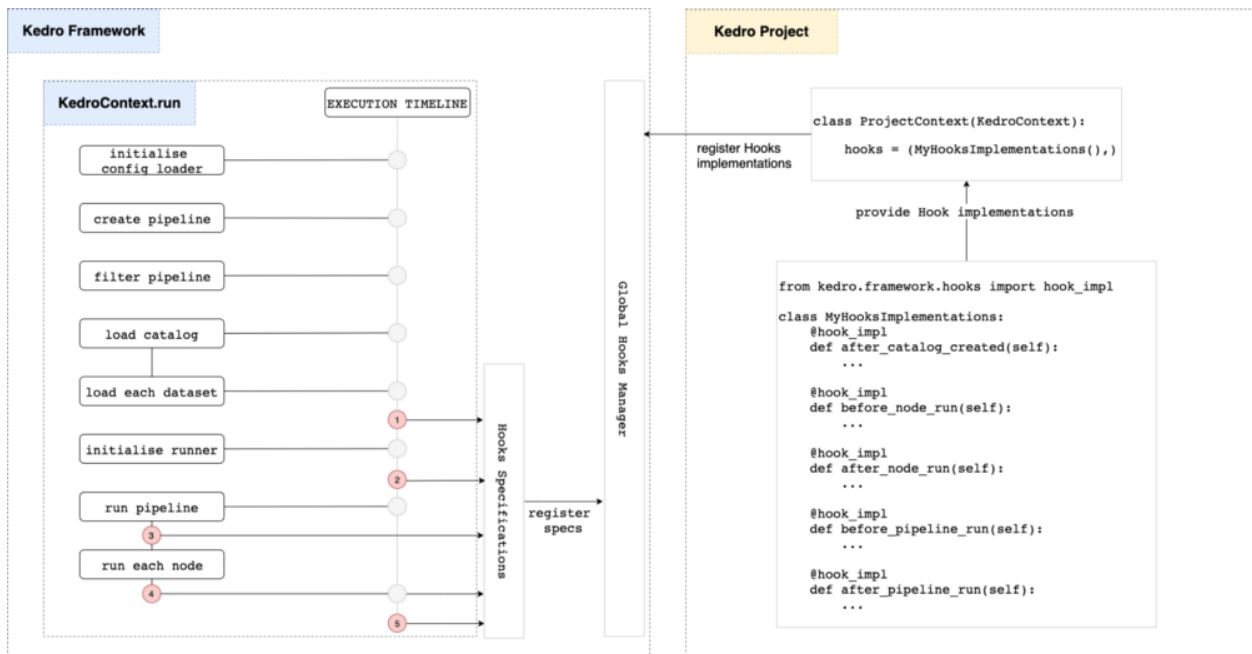 Kedro Framework
KedroContext.run
EXECUTION TIMELINE
initialise
config loader
create pipeline
filter pipeline
load catalog
load each dataset
1
initialise runner
2
run pipeline
3
run each node
4
5
Hooks Specifications
register
specs
Global Hooks Manager
Kedro Project
register Hooks
implementations
class ProjectContext(KedroContext):
hooks = (MyHooksImplementations(),)
provide Hook implementations
from kedro.framework.hooks import hook_impl
class MyHooksImplementations:
@hook_impl
def after_catalog_created(self):
...
@hook_impl
def before_node_run(self):
...
@hook_impl
def after_node_run(self):
...
@hook_impl
def before_pipeline_run(self):
...
@hook_impl
def after_pipeline_run(self):
...